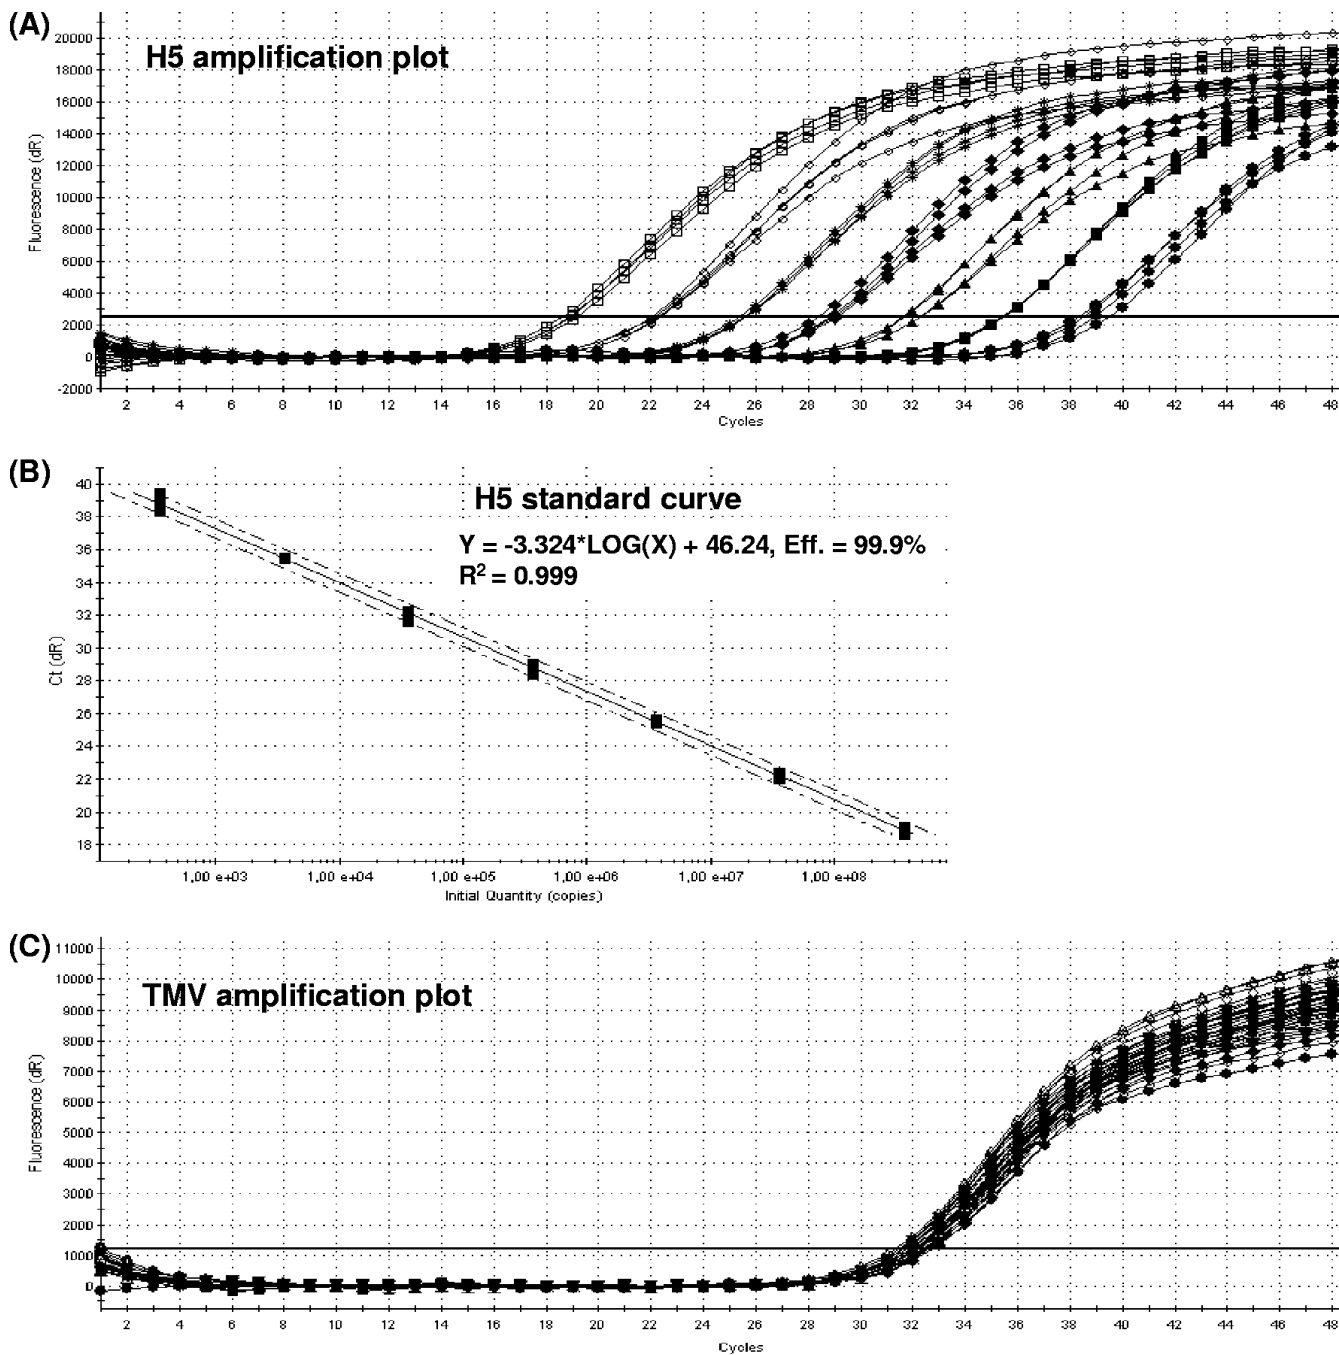 (A)
H5 amplification plot
Fluorescence (dR)
20000
18000
16000
14000
12000
10000
8000
6000
4000
2000
0
-2000
2 4 6 8 10 12 14 16 18 20 22 24 26 28 30 32 34 36 38 40 42 44 46 48
Cycles
(B)
H5 standard curve
Y = -3.324*LOG(X) + 46.24, Eff. = 99.9%
R² = 0.999
Ct (dR)
40
38
36
34
32
30
28
26
24
22
20
18
1,00 e+03 1,00 e+04 1,00 e+05 1,00 e+06 1,00 e+07 1,00 e+08
Initial Quantity (copies)
(C)
TMV amplification plot
Fluorescence (dR)
11000
10000
9000
8000
7000
6000
5000
4000
3000
2000
1000
0
2 4 6 8 10 12 14 16 18 20 22 24 26 28 30 32 34 36 38 40 42 44 46 48
Cycles